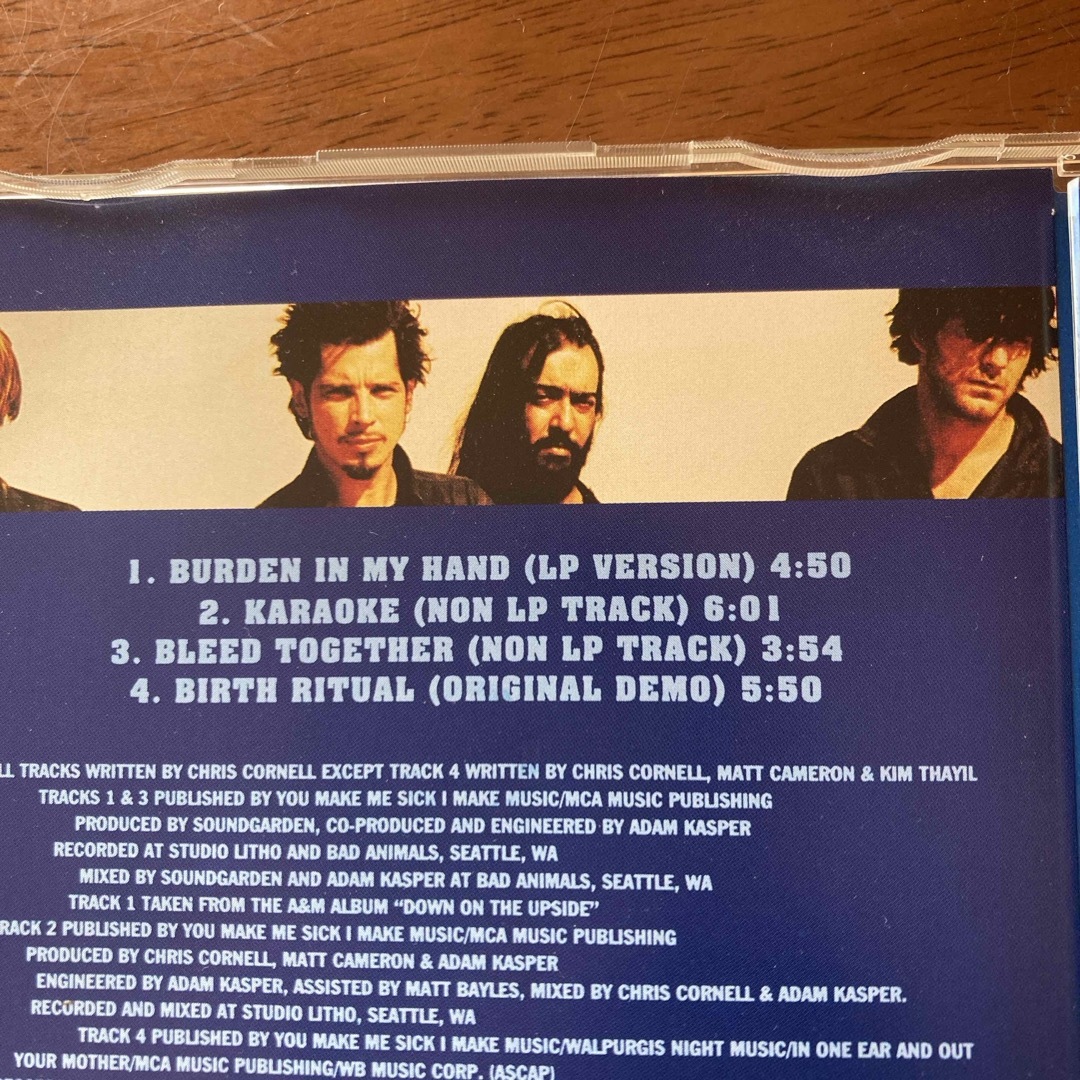 1. BURDEN IN MY HAND (LP VERSION) 4:50
2. KARAOKE (NON LP TRACK) 6:01
3. BLEED TOGETHER (NON LP TRACK) 3:54
4. BIRTH RITUAL (ORIGINAL DEMO) 5:50
LL TRACKS WRITTEN BY CHRIS CORNELL EXCEPT TRACK 4 WRITTEN BY CHRIS CORNELL, MATT CAMERON & KIM THAYIL
TRACKS 1 & 3 PUBLISHED BY YOU MAKE ME SICK I MAKE MUSIC/MCA MUSIC PUBLISHING
PRODUCED BY SOUNDGARDEN, CO-PRODUCED AND ENGINEERED BY ADAM KASPER
RECORDED AT STUDIO LITHO AND BAD ANIMALS, SEATTLE, WA
MIXED BY SOUNDGARDEN AND ADAM KASPER AT BAD ANIMALS, SEATTLE, WA
TRACK 1 TAKEN FROM THE A&M ALBUM “DOWN ON THE UPSIDE”
RACK 2 PUBLISHED BY YOU MAKE ME SICK I MAKE MUSIC/MCA MUSIC PUBLISHING
PRODUCED BY CHRIS CORNELL, MATT CAMERON & ADAM KASPER
ENGINEERED BY ADAM KASPER, ASSISTED BY MATT BAYLES, MIXED BY CHRIS CORNELL & ADAM KASPER.
RECORDED AND MIXED AT STUDIO LITHO, SEATTLE, WA
TRACK 4 PUBLISHED BY YOU MAKE ME SICK I MAKE MUSIC/WALPURGIS NIGHT MUSIC/IN ONE EAR AND OUT
YOUR MOTHER/MCA MUSIC PUBLISHING/WB MUSIC CORP. (ASCAP)